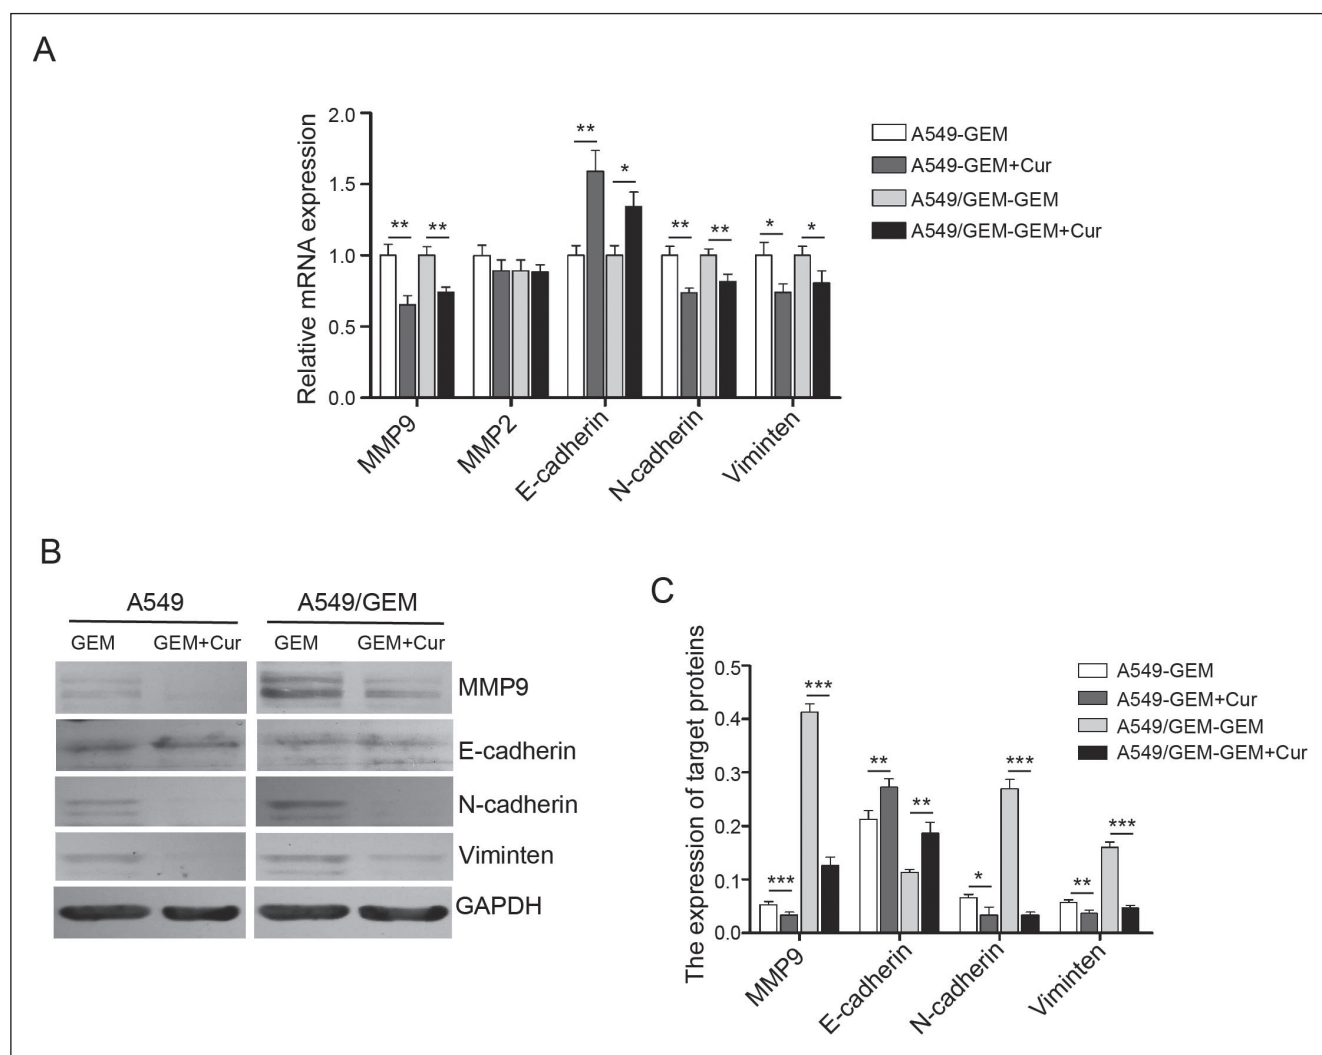 A
Relative mRNA expression
2.0
1.5
1.0
0.5
0.0
** ** ** * ** ** * *
MMP9
MMP2
E-cadherin
N-cadherin
Viminten
A549-GEM
A549-GEM+Cur
A549/GEM-GEM
A549/GEM-GEM+Cur
B
A549 A549/GEM
GEM GEM+Cur GEM GEM+Cur
MMP9
E-cadherin
N-cadherin
Viminten
GAPDH
C
The expression of target proteins
0.5
0.4
0.3
0.2
0.1
0.0
*** *** ** ** * *** ** ***
MMP9
E-cadherin
N-cadherin
Viminten
A549-GEM
A549-GEM+Cur
A549/GEM-GEM
A549/GEM-GEM+Cur